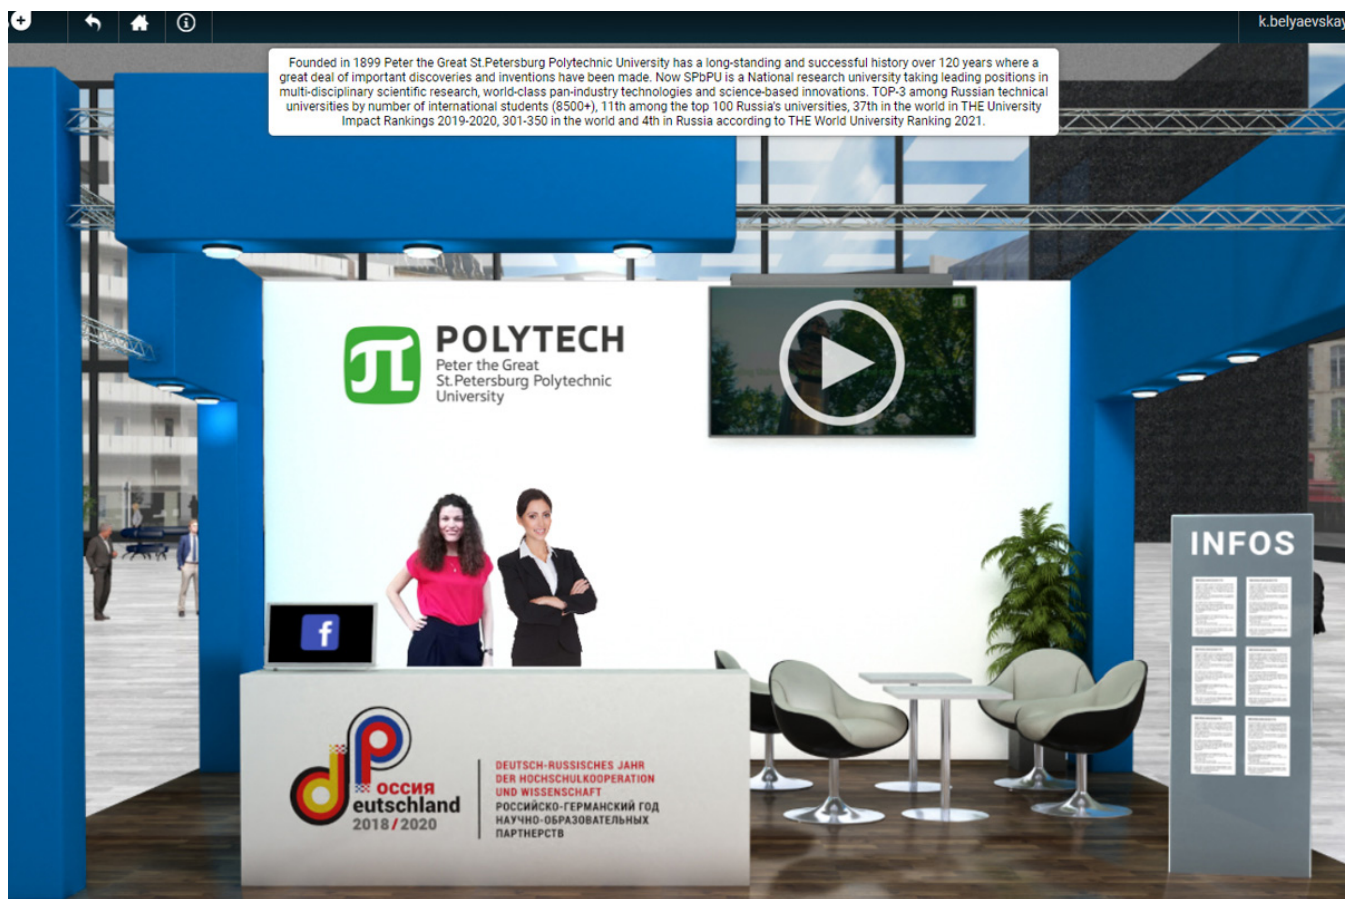 k.belyaevskay
Founded in 1899 Peter the Great St.Petersburg Polytechnic University has a long-standing and successful history over 120 years where a
great deal of important discoveries and inventions have been made. Now SPbPU is a National research university taking leading positions in
multi-disciplinary scientific research, world-class pan-industry technologies and science-based innovations. TOP-3 among Russian technical
universities by number of international students (8500+), 11th among the top 100 Russia's universities, 37th in the world in THE University
Impact Rankings 2019-2020, 301-350 in the world and 4th in Russia according to THE World University Ranking 2021.
POLYTECH
Peter the Great
St.Petersburg Polytechnic
University
INFOS
f
Россия
deutschland
2018/2020
DEUTSCH-RUSSISCHES JAHR
DER HOCHSCHULKOOPERATION
UND WISSENSCHAFT
РОССИЙСКО-ГЕРМАНСКИЙ ГОД
НАУЧНО-ОБРАЗОВАТЕЛЬНЫХ
ПАРТНЕРСТВ